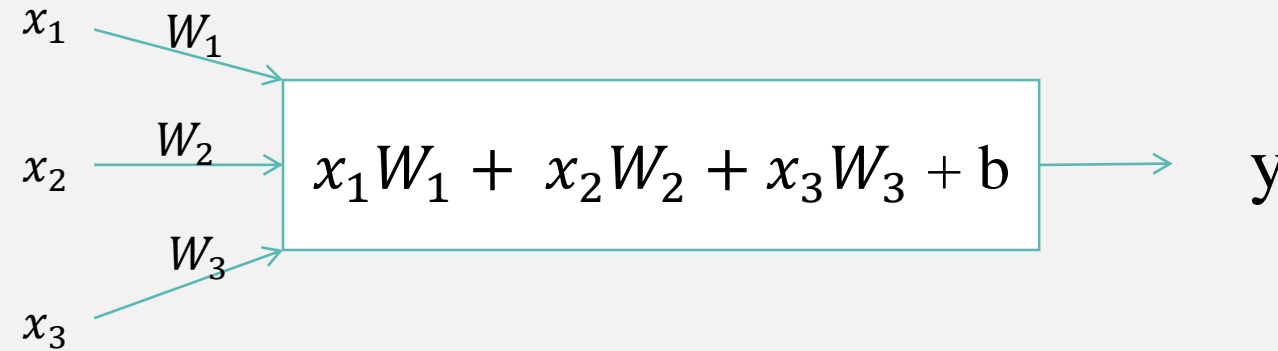 x₁ W₁
x₂ W₂ x₁W₁ + x₂W₂ + x₃W₃ + b y
W₃
x₃